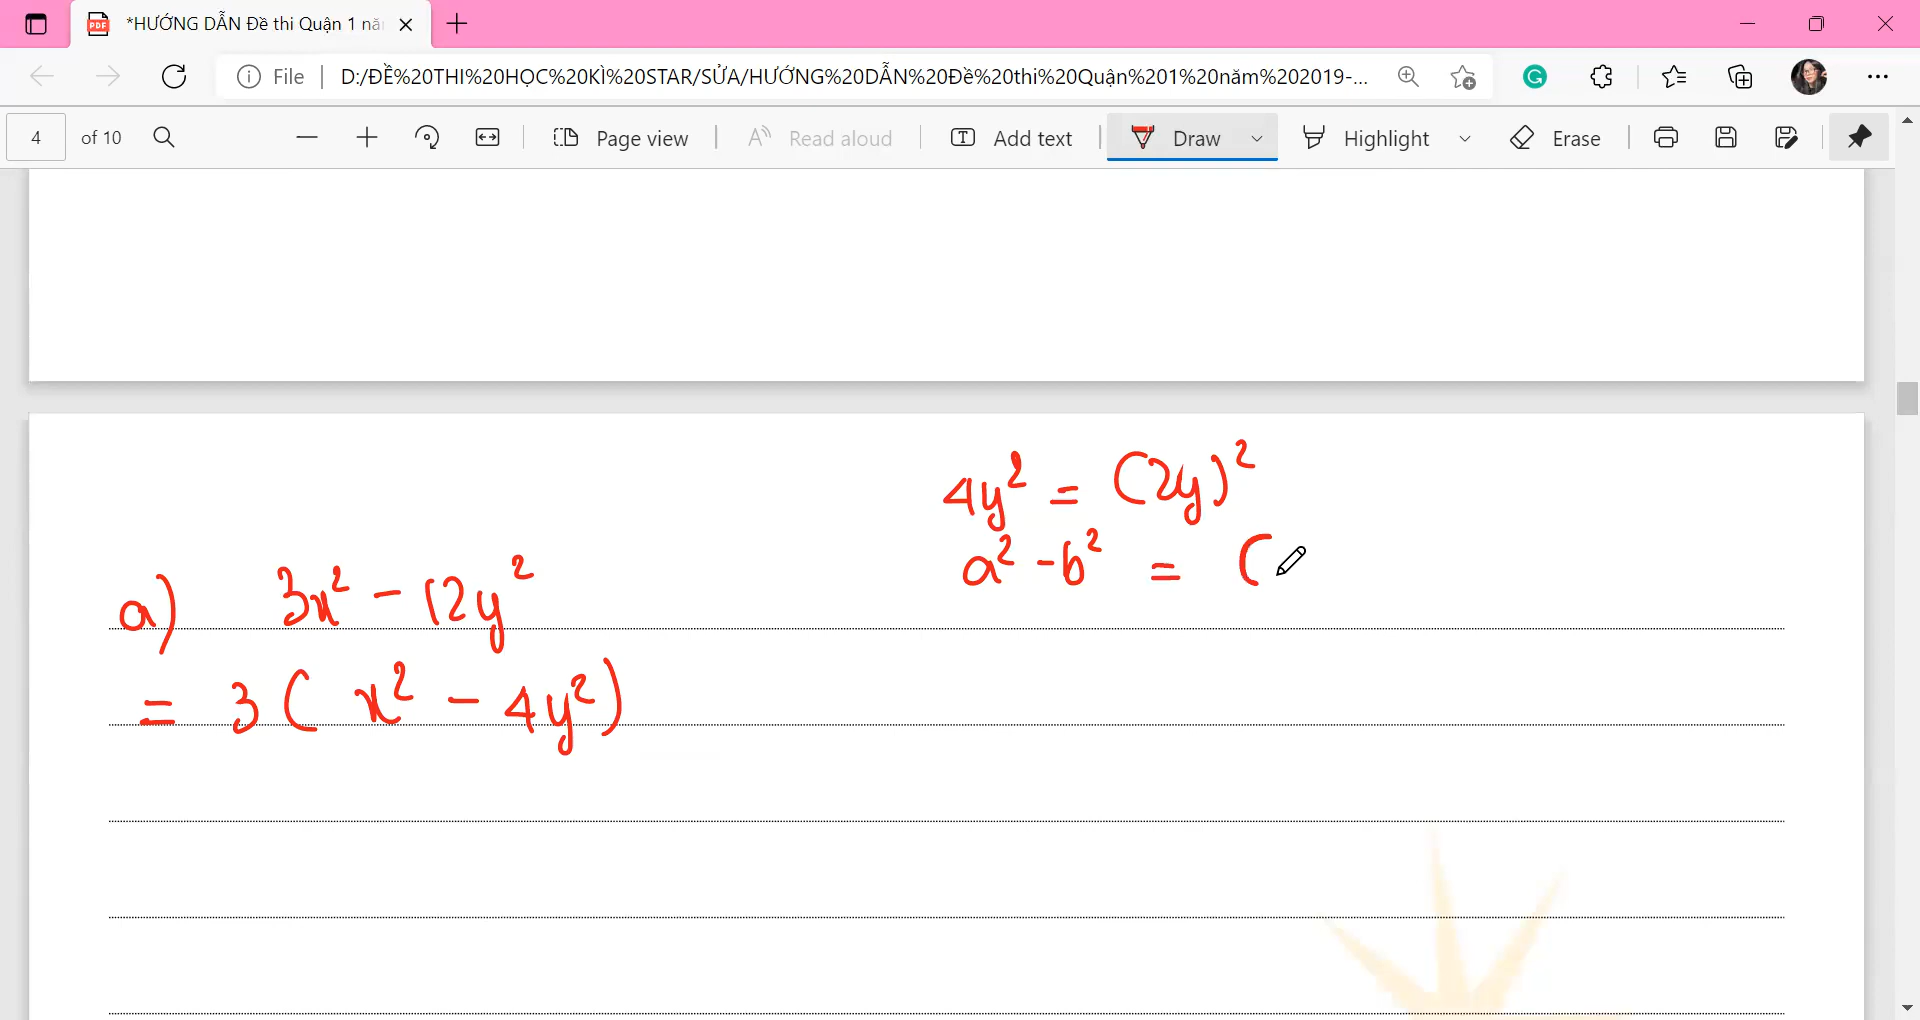 *HƯỚNG DẪN Đề thi Quận 1 nă
File D:/ĐỀ%20THI%20HỌC%20KÌ%20STAR/SỬA/HƯỚNG%20DẪN%20Đề%20thi%20Quận%201%20năm%202019-...
4 of 10 Page view Read aloud Add text Draw Highlight Erase
4y² = (2y)²
a² - b² = (
a) 3x² - 12y²
= 3 ( x² - 4y²)